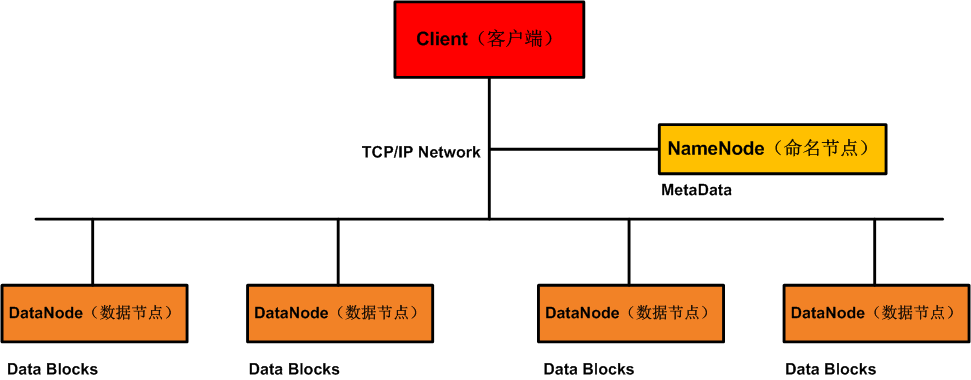 Client（客户端）
TCP/IP Network
NameNode（命名节点）
MetaData
DataNode（数据节点）
DataNode（数据节点）
DataNode（数据节点）
DataNode（数据节点）
Data Blocks
Data Blocks
Data Blocks
Data Blocks